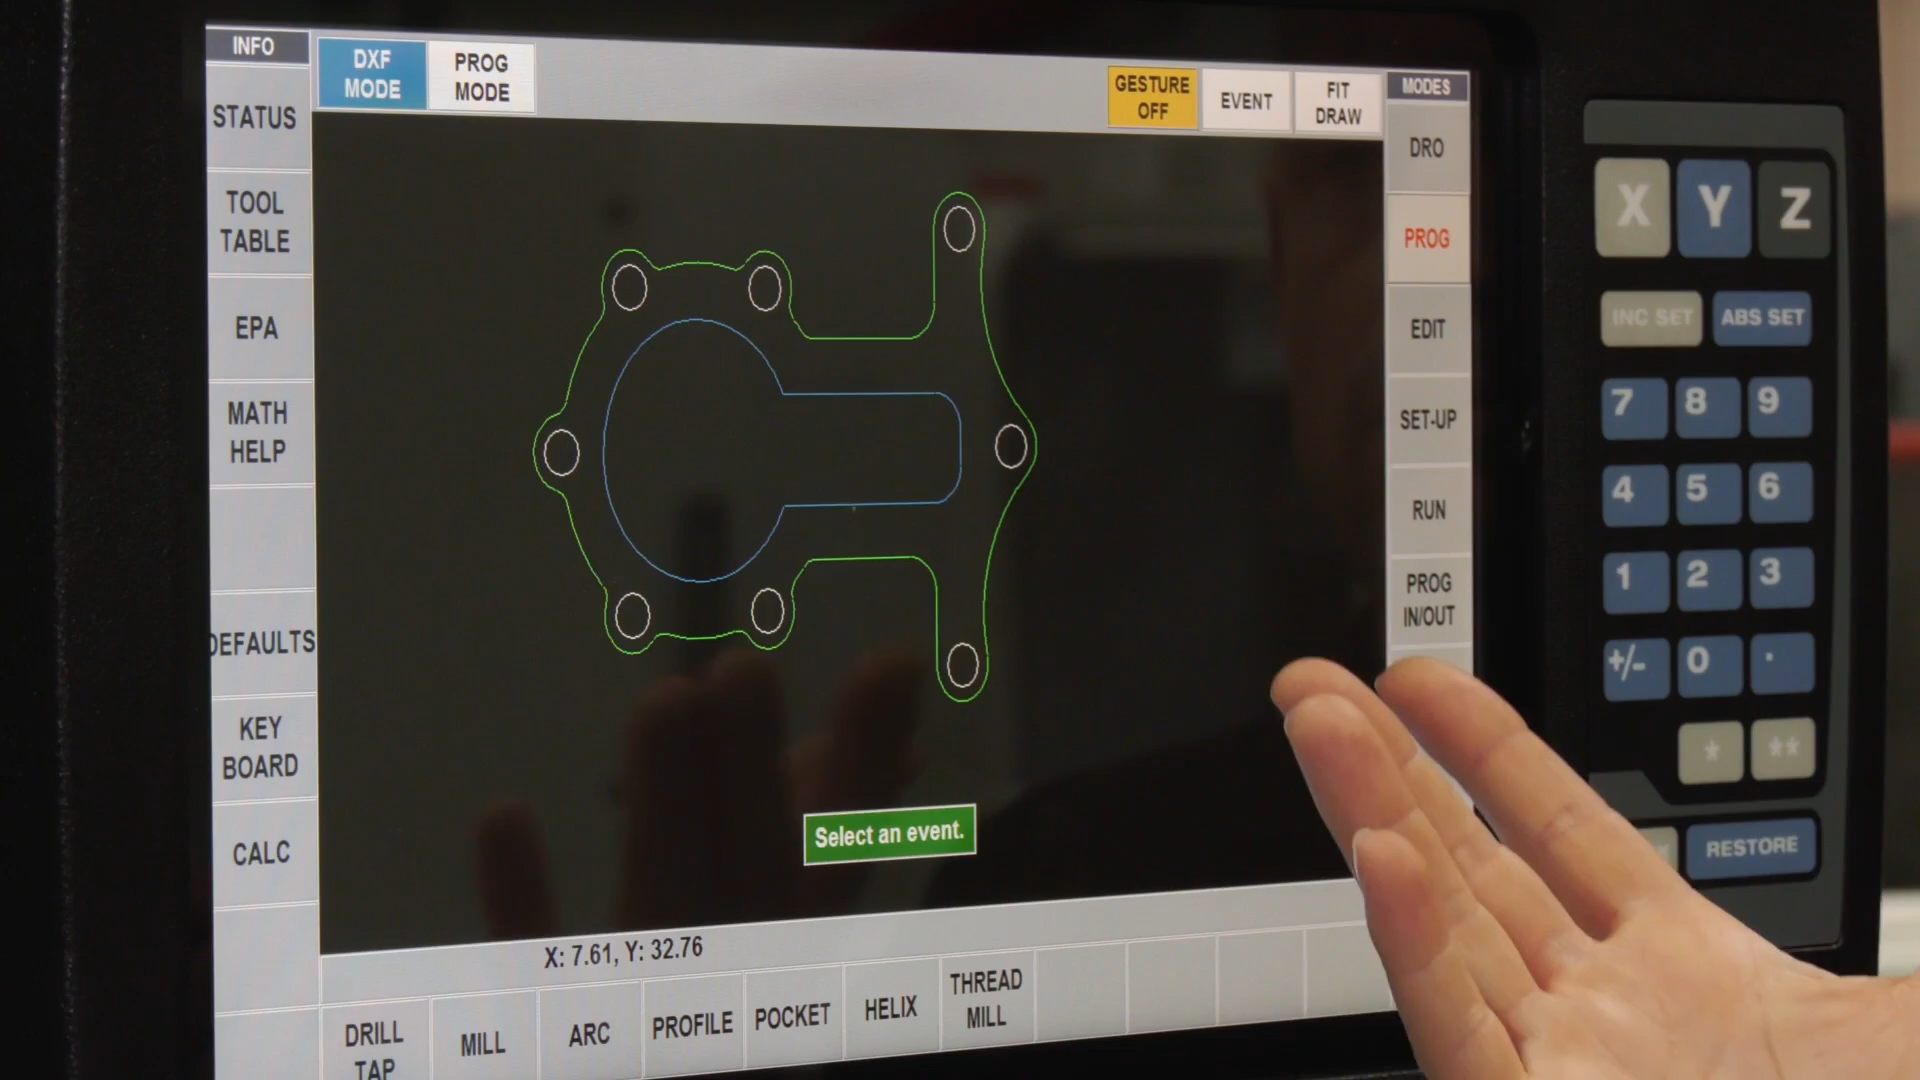 INFO
STATUS
TOOL
TABLE
EPA
MATH
HELP
DEFAULTS
KEY
BOARD
CALC
DXF
MODE
PROG
MODE
GESTURE
OFF
EVENT
FIT
DRAW
MODES
DRO
PROG
EDIT
SET-UP
RUN
PROG
IN/OUT
Select an event.
X: 7.61, Y: 32.76
DRILL
TAP
MILL
ARC
PROFILE
POCKET
HELIX
THREAD
MILL
X Y Z
INC SET ABS SET
7 8 9
4 5 6
1 2 3
+/- 0 .
* **
RESTORE